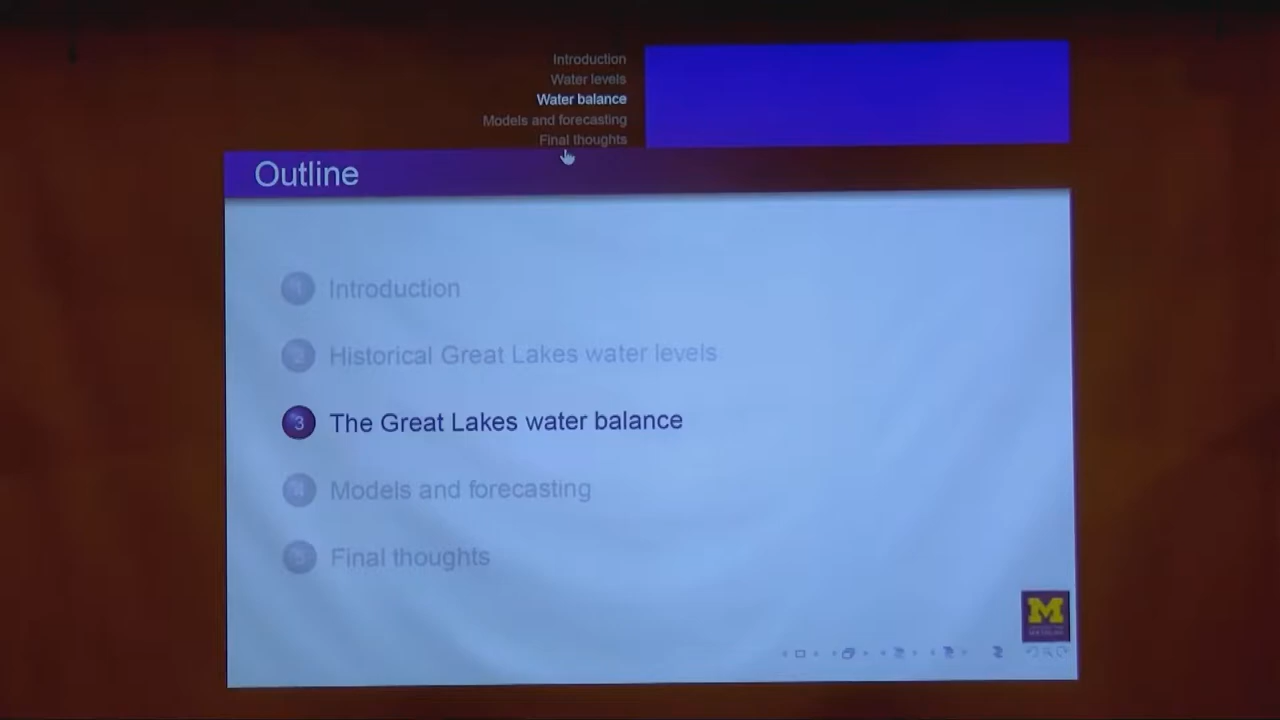 Introduction
Water levels
Water balance
Models and forecasting
Final thoughts
Outline
1 Introduction
2 Historical Great Lakes water levels
3 The Great Lakes water balance
4 Models and forecasting
5 Final thoughts
M